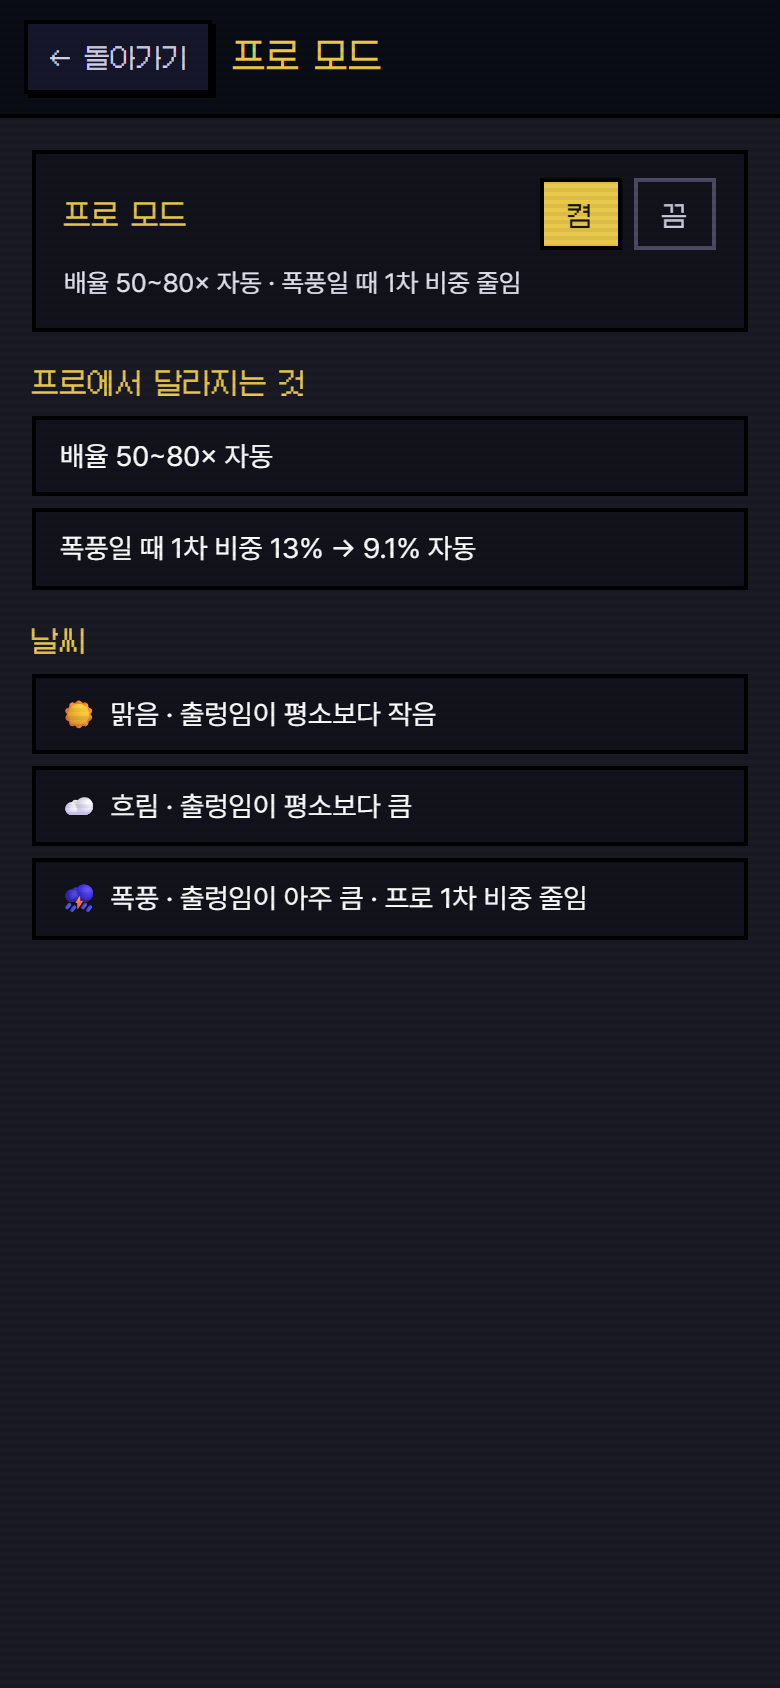 ← 돌아가기 프로 모드
프로 모드 켬 끔
배율 50~80× 자동 · 폭풍일 때 1차 비중 줄임
프로에서 달라지는 것
배율 50~80× 자동
폭풍일 때 1차 비중 13% → 9.1% 자동
날씨
맑음 · 출렁임이 평소보다 작음
흐림 · 출렁임이 평소보다 큼
폭풍 · 출렁임이 아주 큼 · 프로 1차 비중 줄임